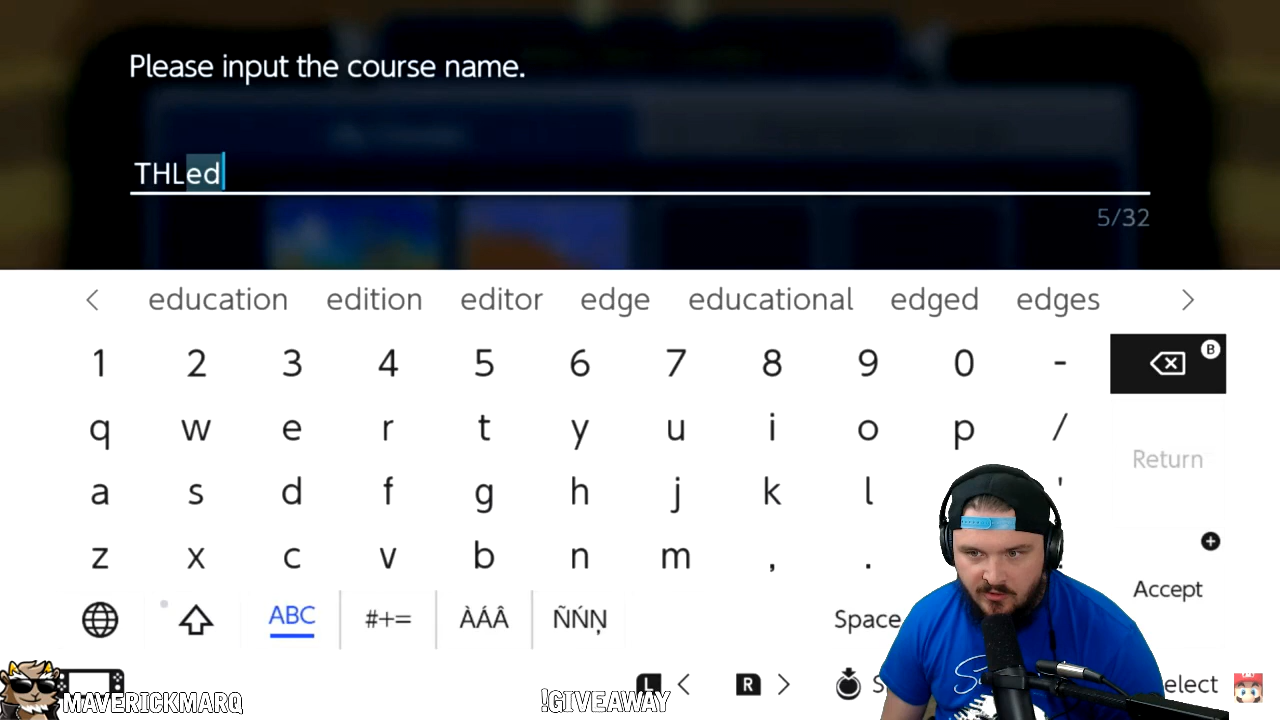 Please input the course name.
THLed
5/32
education edition editor edge educational edged edges
1 2 3 4 5 6 7 8 9 0 -
B
q w e r t y u i o p /
Return
a s d f g h j k l '
z x c v b n m , .
+
Accept
ABC #+= ÀÁÂ ÑŃŅ Space
L R
MAVERICKMARQ
!GIVEAWAY